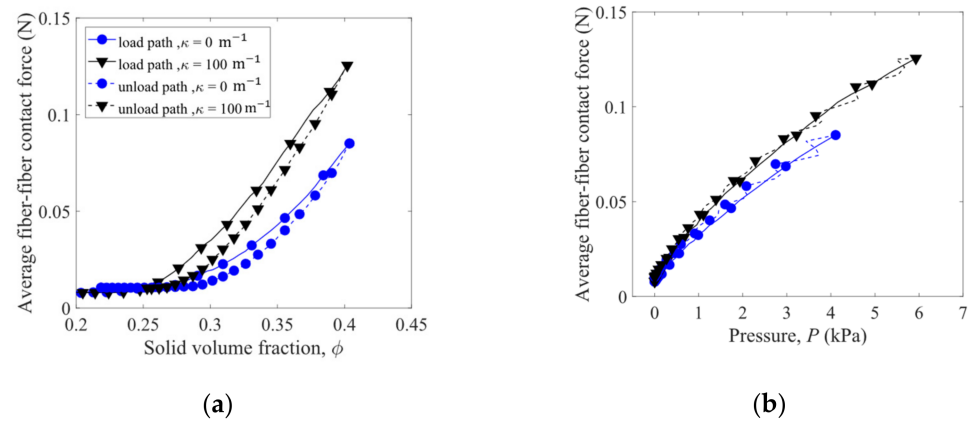 0.15
0.1
0.05
0
Average fiber-fiber contact force (N)
load path ,κ = 0 m⁻¹
load path ,κ = 100 m⁻¹
unload path ,κ = 0 m⁻¹
unload path ,κ = 100 m⁻¹
0.2 0.25 0.3 0.35 0.4 0.45
Solid volume fraction, ϕ
(a)
0.15
0.1
0.05
0
Average fiber-fiber contact force (N)
0 1 2 3 4 5 6 7
Pressure, P (kPa)
(b)